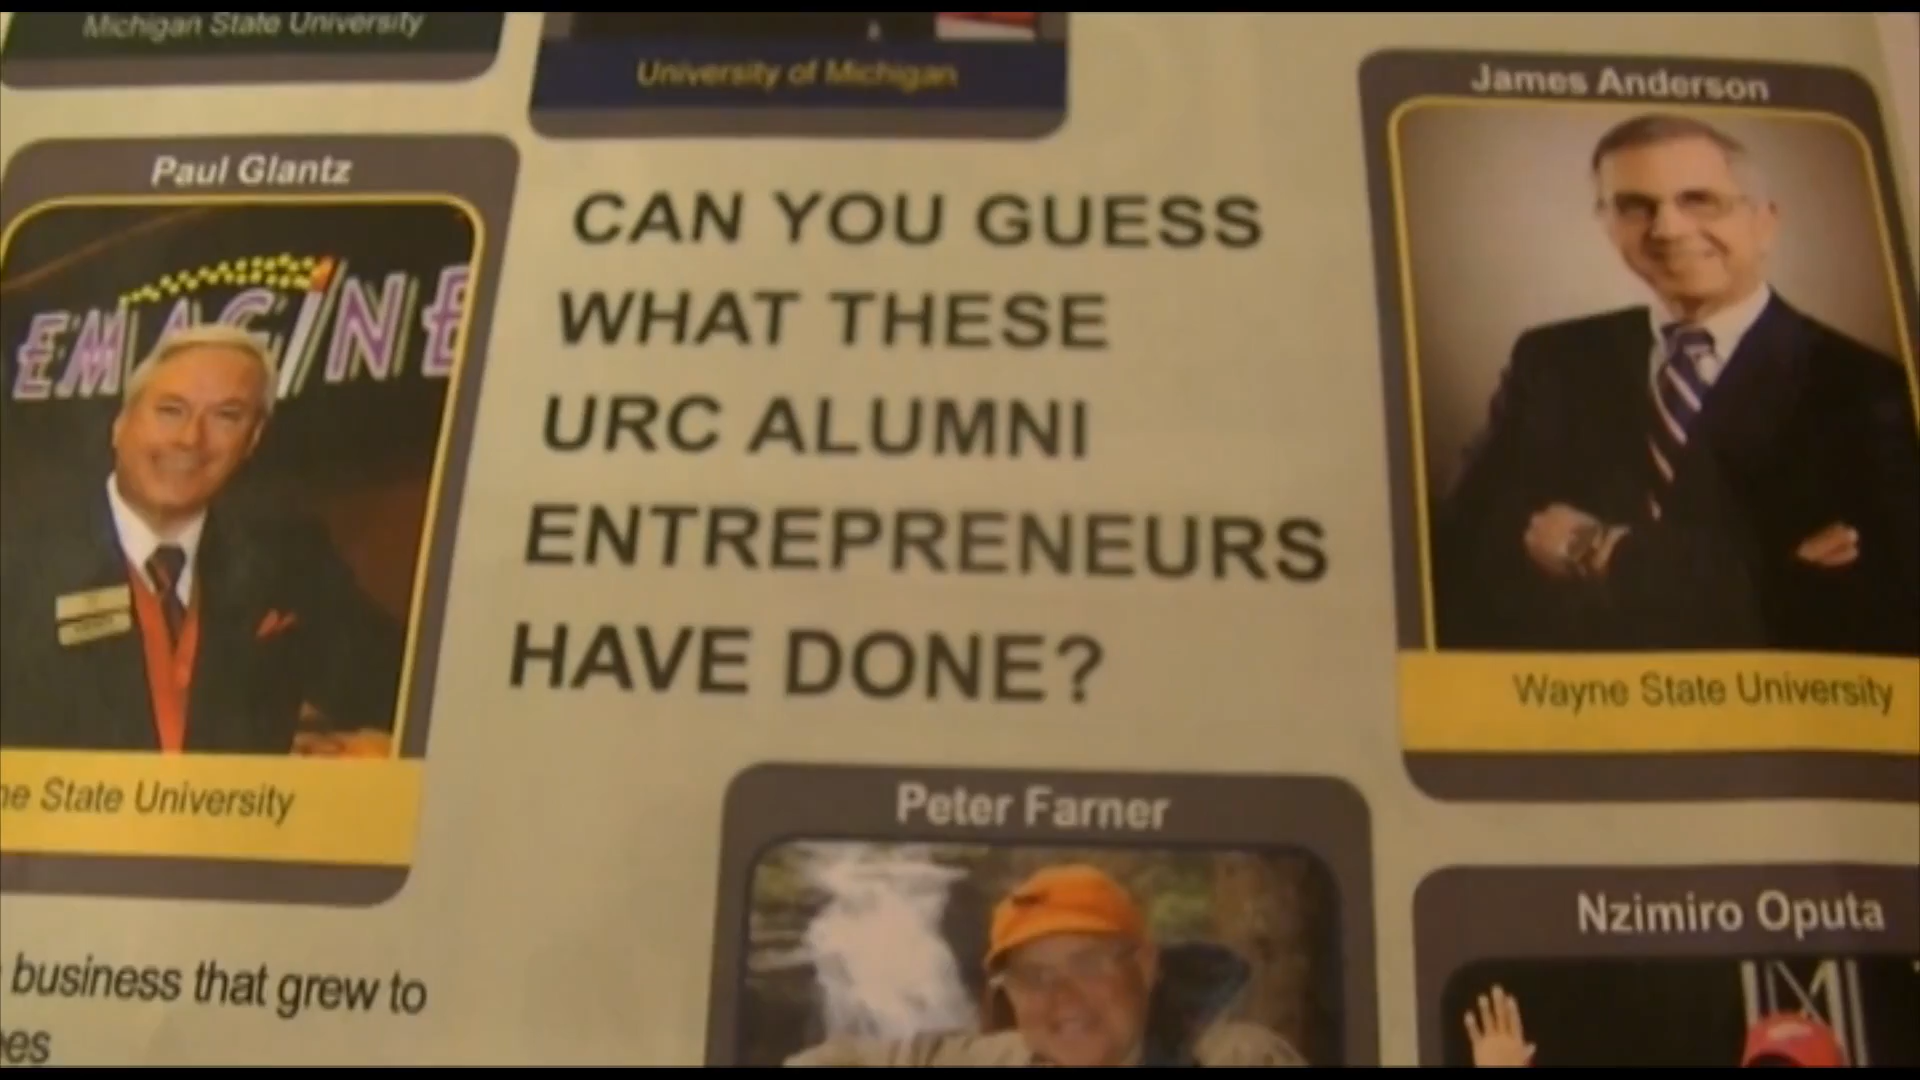 Michigan State University
University of Michigan
James Anderson
Paul Glantz
EMAGINE
CAN YOU GUESS
WHAT THESE
URC ALUMNI
ENTREPRENEURS
HAVE DONE?
Wayne State University
ne State University
Peter Farner
Nzimiro Oputa
business that grew to